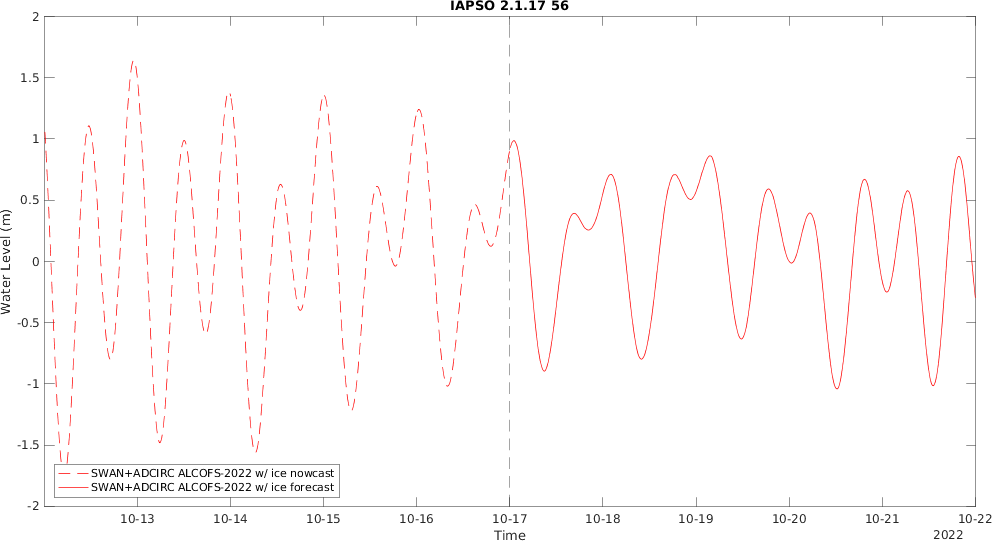 IAPSO 2.1.17 56
2
1.5
1
0.5
0
-0.5
-1
-1.5
-2
Water Level (m)
SWAN+ADCIRC ALCOFS-2022 w/ ice nowcast
SWAN+ADCIRC ALCOFS-2022 w/ ice forecast
10-13 10-14 10-15 10-16 10-17 10-18 10-19 10-20 10-21 10-22
Time
2022